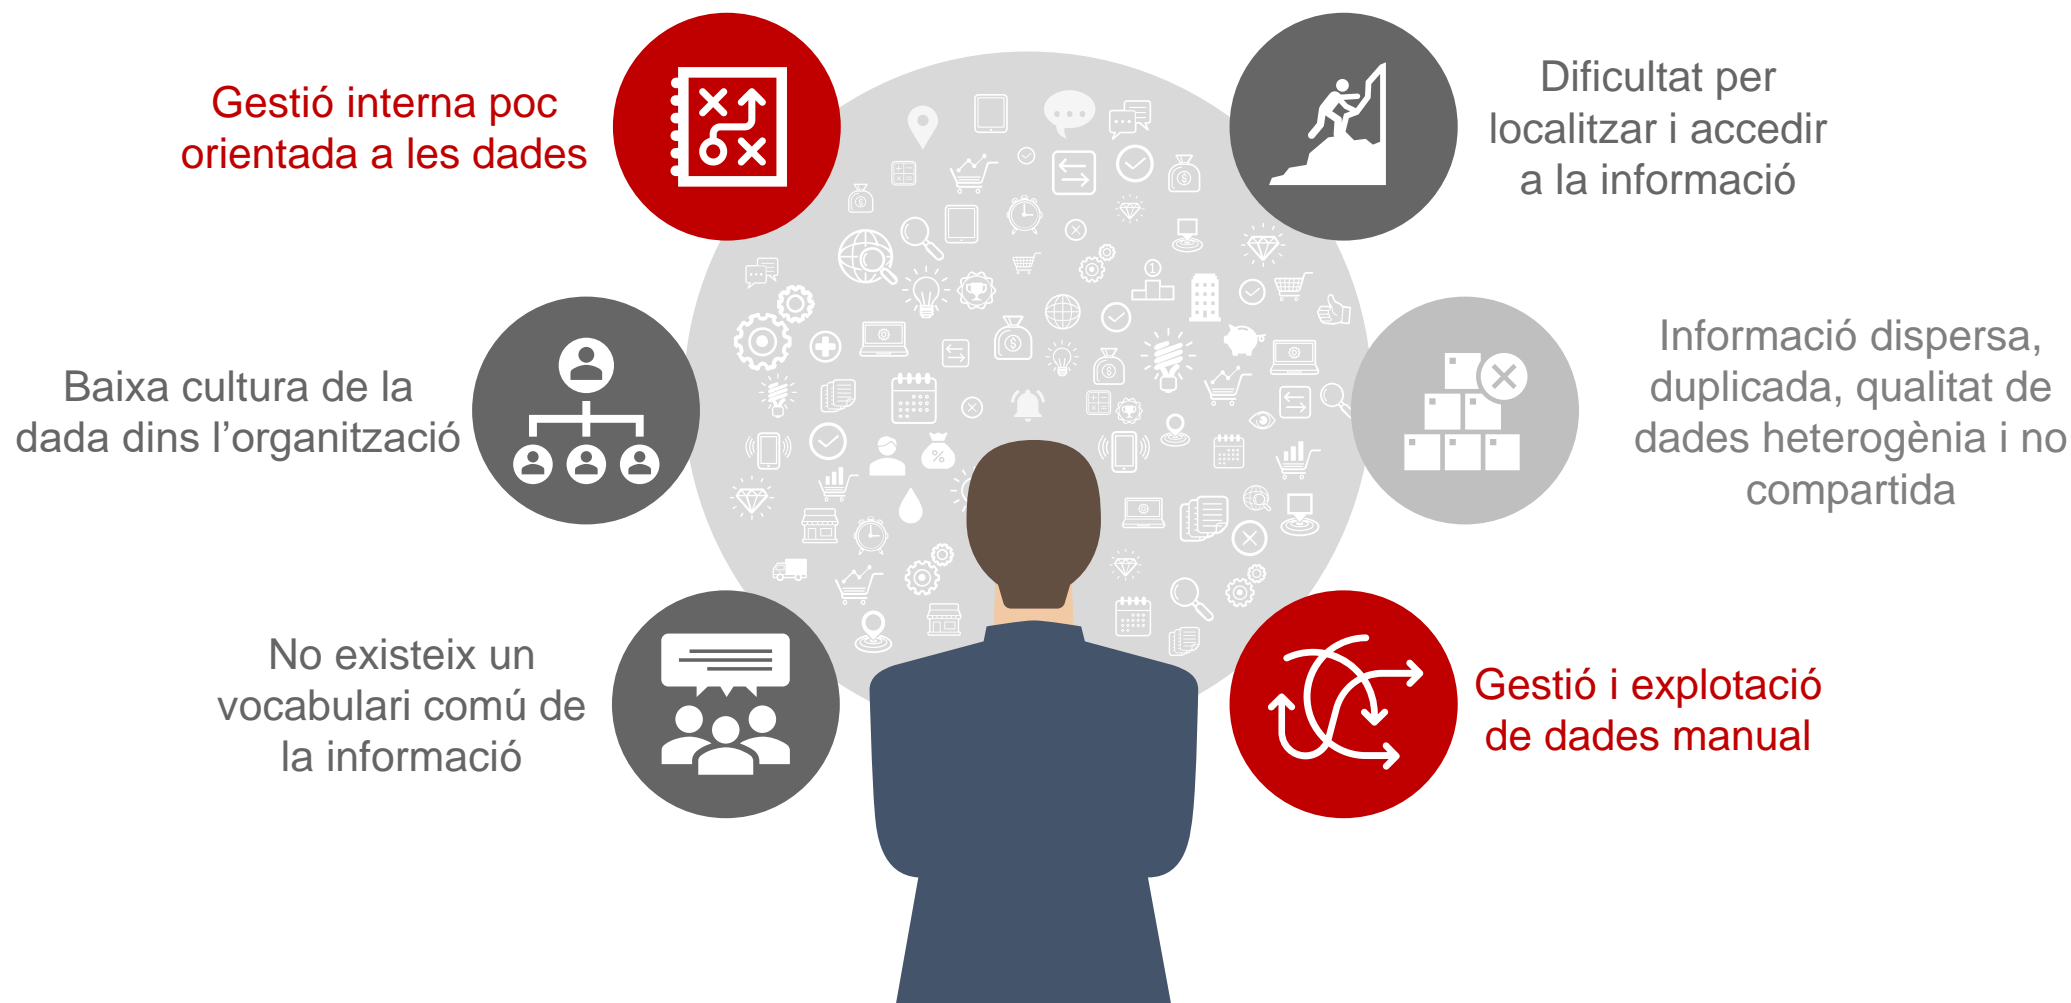 Gestió interna poc
orientada a les dades
Dificultat per
localitzar i accedir
a la informació
Baixa cultura de la
dada dins l’organització
Informació dispersa,
duplicada, qualitat de
dades heterogènia i no
compartida
No existeix un
vocabulari comú de
la informació
Gestió i explotació
de dades manual